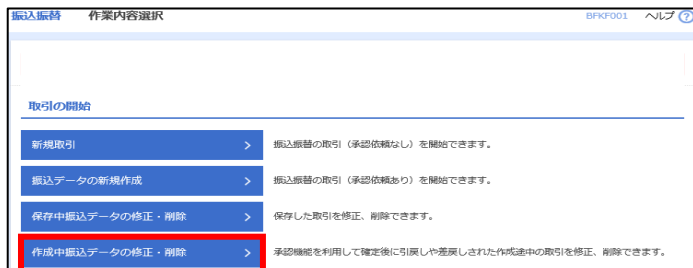 振込振替 作業内容選択 BFKF001 ヘルプ ?
取引の開始
新規取引 > 振込振替の取引（承認依頼なし）を開始できます。
振込データの新規作成 > 振込振替の取引（承認依頼あり）を開始できます。
保存中振込データの修正・削除 > 保存した取引を修正、削除できます。
作成中振込データの修正・削除 > 承認機能を利用して確定後に引戻しや差戻しされた作成途中の取引を修正、削除できます。